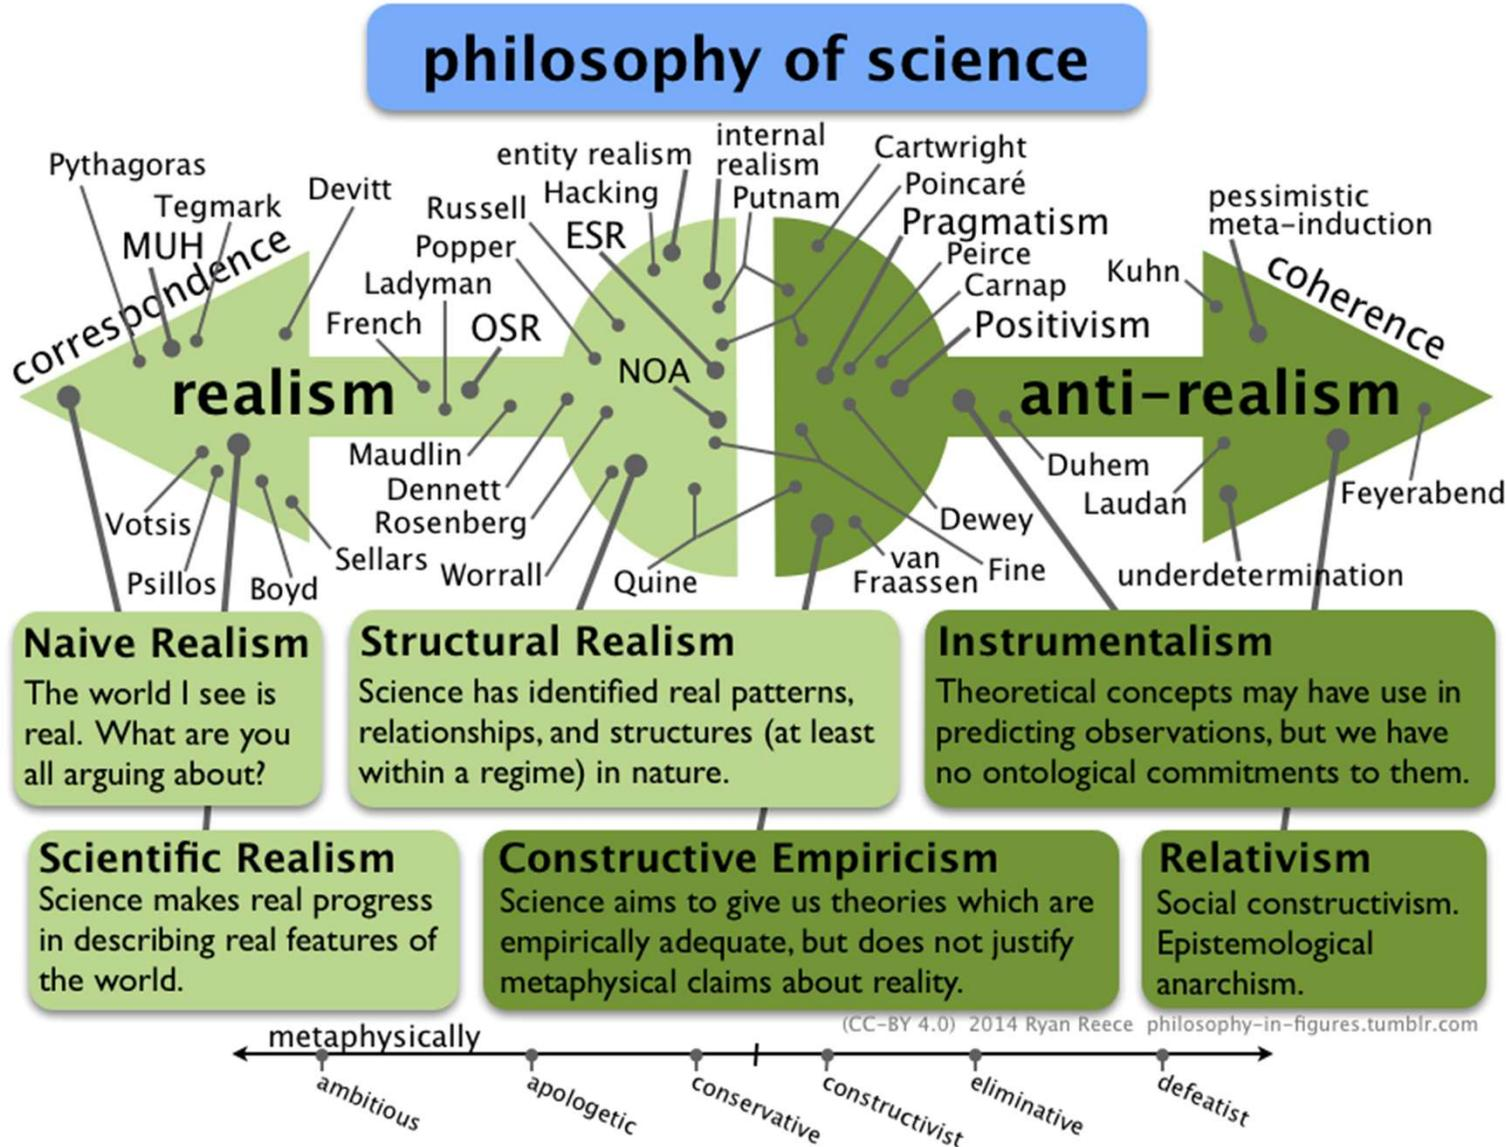 philosophy of science
Pythagoras
Tegmark
MUH
Devitt
correspondence
Russell
Popper
Ladyman
French
OSR
entity realism
Hacking
ESR
internal
realism
Putnam
Cartwright
Poincaré
Pragmatism
Peirce
Carnap
Positivism
Kuhn
pessimistic
meta-induction
coherence
NOA
realism
anti-realism
Maudlin
Dennett
Rosenberg
Worrall
Votsis
Psillos
Boyd
Sellars
Quine
van
Fraassen
Fine
Dewey
Duhem
Laudan
underdetermination
Feyerabend
Naive Realism
The world I see is
real. What are you
all arguing about?
Structural Realism
Science has identified real patterns,
relationships, and structures (at least
within a regime) in nature.
Instrumentalism
Theoretical concepts may have use in
predicting observations, but we have
no ontological commitments to them.
Scientific Realism
Science makes real progress
in describing real features of
the world.
Constructive Empiricism
Science aims to give us theories which are
empirically adequate, but does not justify
metaphysical claims about reality.
Relativism
Social constructivism.
Epistemological
anarchism.
(CC-BY 4.0) 2014 Ryan Reece philosophy-in-figures.tumblr.com
metaphysically
ambitious
apologetic
conservative
constructivist
eliminative
defeatist